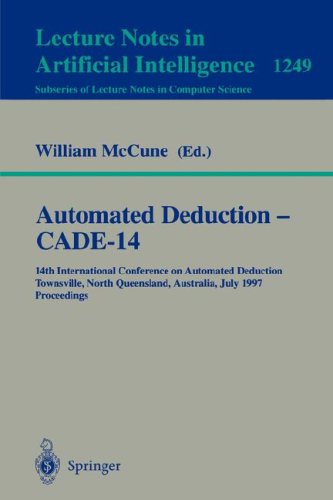 Lecture Notes in
Artificial Intelligence 1249
Subseries of Lecture Notes in Computer Science
William McCune (Ed.)
Automated Deduction –
CADE-14
14th International Conference on Automated Deduction
Townsville, North Queensland, Australia, July 1997
Proceedings
Springer